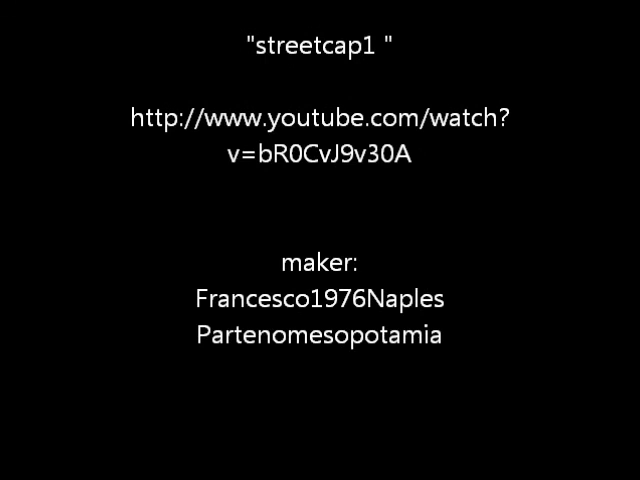 "streetcap1 "
http://www.youtube.com/watch?
v=bR0CvJ9v30A
maker:
Francesco1976Naples
Partenomesopotamia